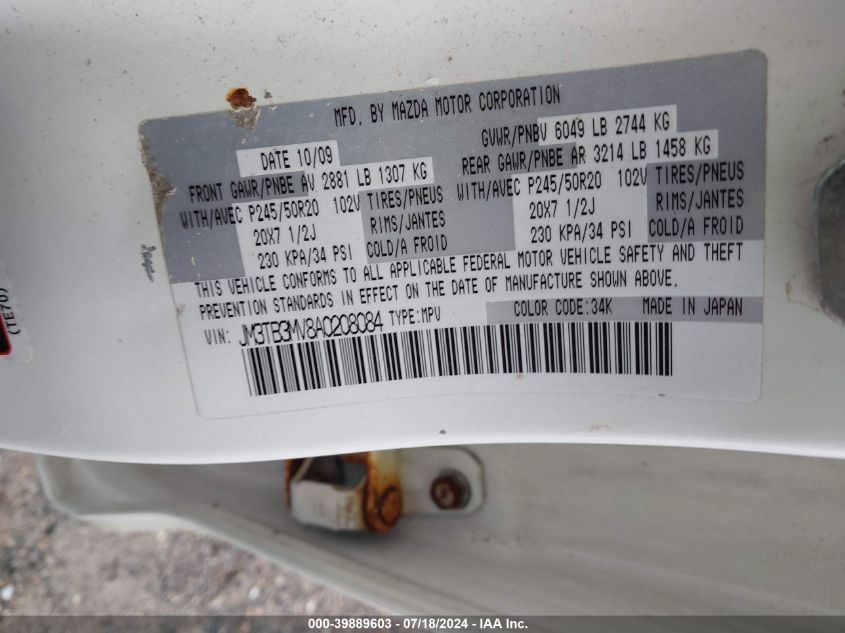 MFD. BY MAZDA MOTOR CORPORATION
DATE 10/09
GVWR/PNBV 6049 LB 2744 KG
FRONT GAWR/PNBE AV 2881 LB 1307 KG
REAR GAWR/PNBE AR 3214 LB 1458 KG
WITH/AVEC P245/50R20 102V TIRES/PNEUS
WITH/AVEC P245/50R20 102V TIRES/PNEUS
20X7 1/2J RIMS/JANTES
20X7 1/2J RIMS/JANTES
230 KPA/34 PSI COLD/A FROID
230 KPA/34 PSI COLD/A FROID
THIS VEHICLE CONFORMS TO ALL APPLICABLE FEDERAL MOTOR VEHICLE SAFETY AND THEFT
PREVENTION STANDARDS IN EFFECT ON THE DATE OF MANUFACTURE SHOWN ABOVE.
COLOR CODE:34K MADE IN JAPAN
VIN: JM3TB3MV8A0208084 TYPE:MPV
(TE70)
000-39889603 - 07/18/2024 - IAA Inc.